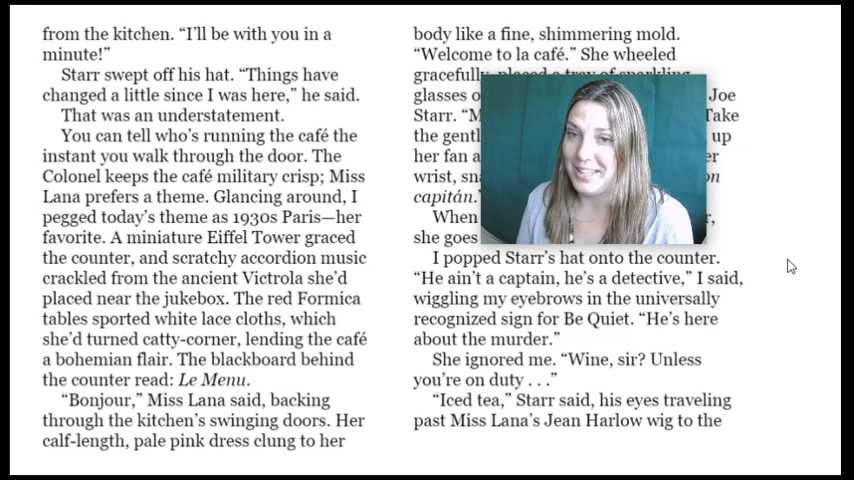 from the kitchen. “I’ll be with you in a
minute!”
Starr swept off his hat. “Things have
changed a little since I was here,” he said.
That was an understatement.
You can tell who’s running the café the
instant you walk through the door. The
Colonel keeps the café military crisp; Miss
Lana prefers a theme. Glancing around, I
pegged today’s theme as 1930s Paris—her
favorite. A miniature Eiffel Tower graced
the counter, and scratchy accordion music
crackled from the ancient Victrola she’d
placed near the jukebox. The red Formica
tables sported white lace cloths, which
she’d turned catty-corner, lending the café
a bohemian flair. The blackboard behind
the counter read: Le Menu.
“Bonjour,” Miss Lana said, backing
through the kitchen’s swinging doors. Her
calf-length, pale pink dress clung to her
body like a fine, shimmering mold.
“Welcome to la café.” She wheeled
gracefully, placed a tray of sparkling
glasses Joe
Starr. Take
the up
her fan a
wrist,
capitán.
When
she goes
I popped Starr’s hat onto the counter.
“He ain’t a captain, he’s a detective,” I said,
wiggling my eyebrows in the universally
recognized sign for Be Quiet. “He’s here
about the murder.”
She ignored me. “Wine, sir? Unless
you’re on duty . . .”
“Iced tea,” Starr said, his eyes traveling
past Miss Lana’s Jean Harlow wig to the